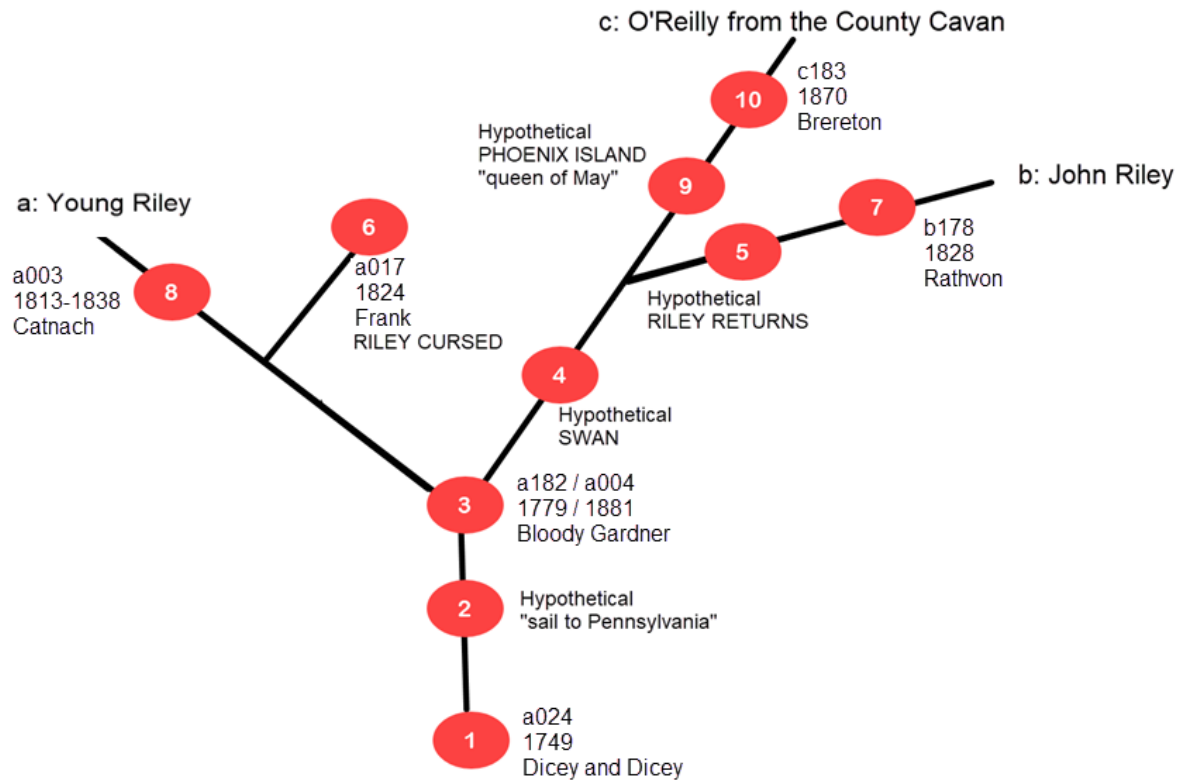 c: O'Reilly from the County Cavan
10
c183
1870
Brereton
Hypothetical
PHOENIX ISLAND
"queen of May"
9
b: John Riley
7
b178
1828
Rathvon
a: Young Riley
6
a017
1824
Frank
RILEY CURSED
5
Hypothetical
RILEY RETURNS
a003
1813-1838
Catnach
8
4
Hypothetical
SWAN
3
a182 / a004
1779 / 1881
Bloody Gardner
2
Hypothetical
"sail to Pennsylvania"
1
a024
1749
Dicey and Dicey